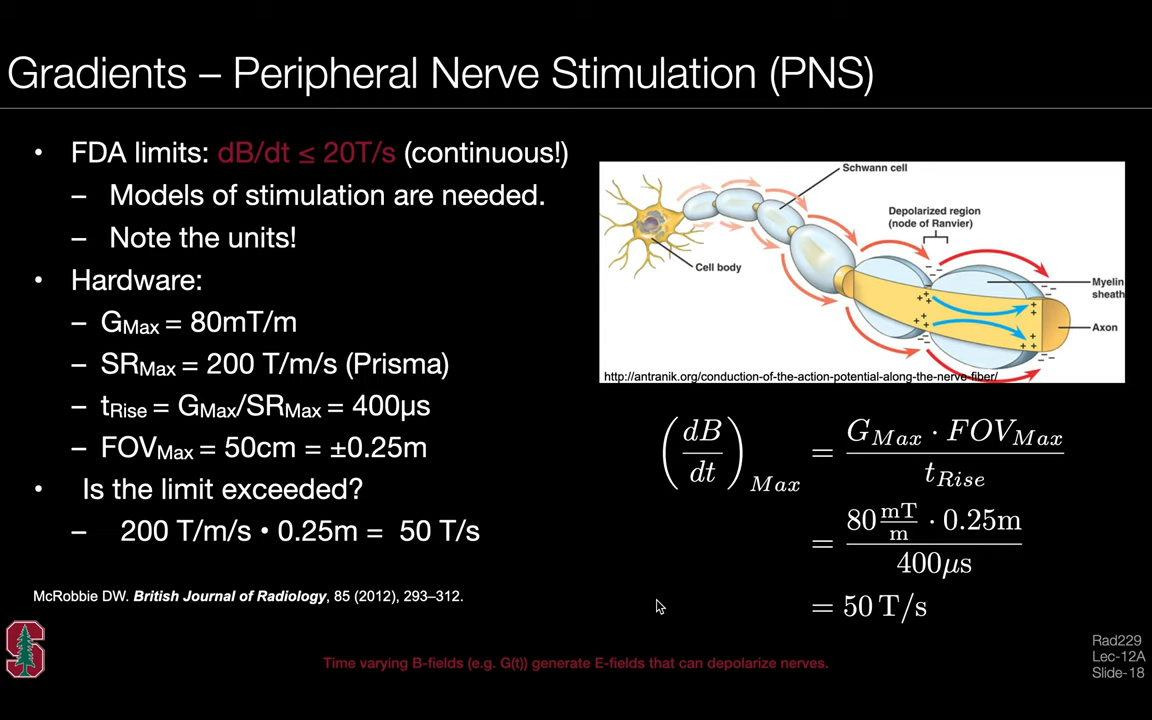 Gradients – Peripheral Nerve Stimulation (PNS)
• FDA limits: dB/dt ≤ 20T/s (continuous!)
– Models of stimulation are needed.
– Note the units!
• Hardware:
– GMax = 80mT/m
– SRMax = 200 T/m/s (Prisma)
– tRise = GMax/SRMax = 400μs
– FOVMax = 50cm = ±0.25m
• Is the limit exceeded?
– 200 T/m/s • 0.25m = 50 T/s
McRobbie DW. British Journal of Radiology, 85 (2012), 293–312.
Schwann cell
Depolarized region
(node of Ranvier)
Cell body
Myelin
sheath
Axon
http://antranik.org/conduction-of-the-action-potential-along-the-nerve-fiber/
(dB/dt)Max = GMax · FOVMax / tRise
= 80 mT/m · 0.25m / 400μs
= 50 T/s
Time varying B-fields (e.g. G(t)) generate E-fields that can depolarize nerves.
Rad229
Lec-12A
Slide-18
S